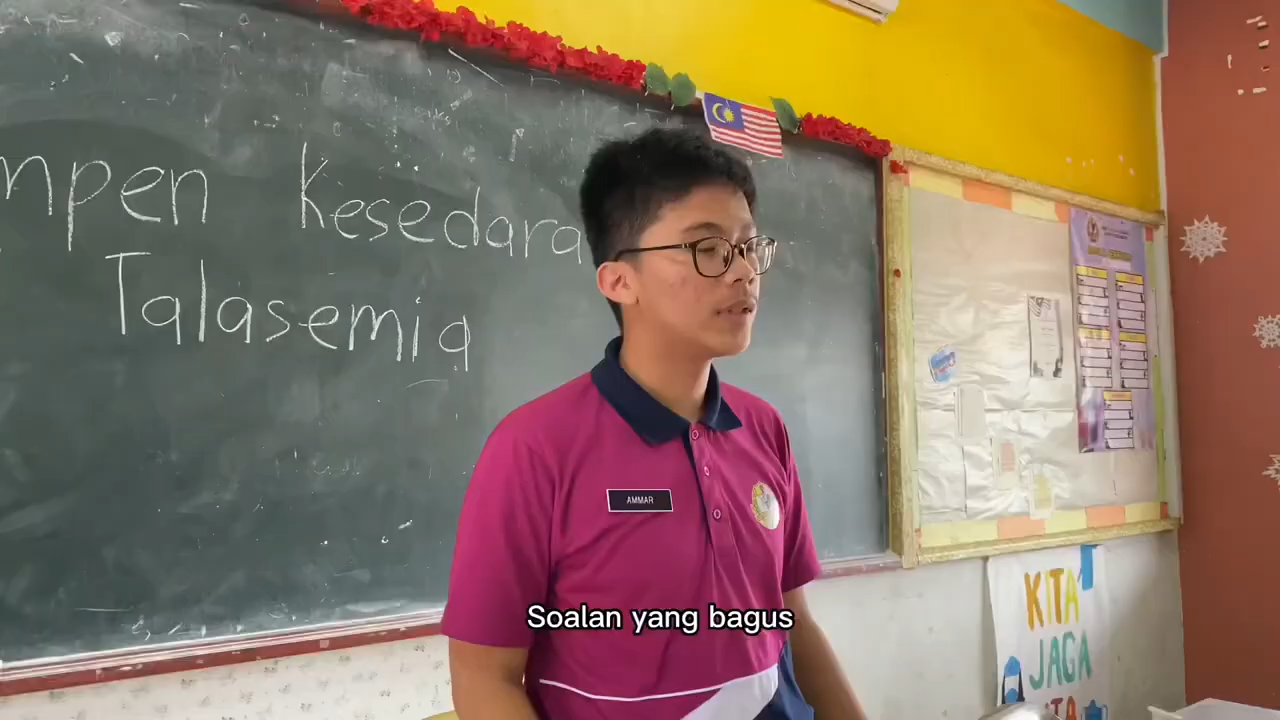 mpen Kesedara
Talasemia
AMMAR
Soalan yang bagus
KITA
JAGA